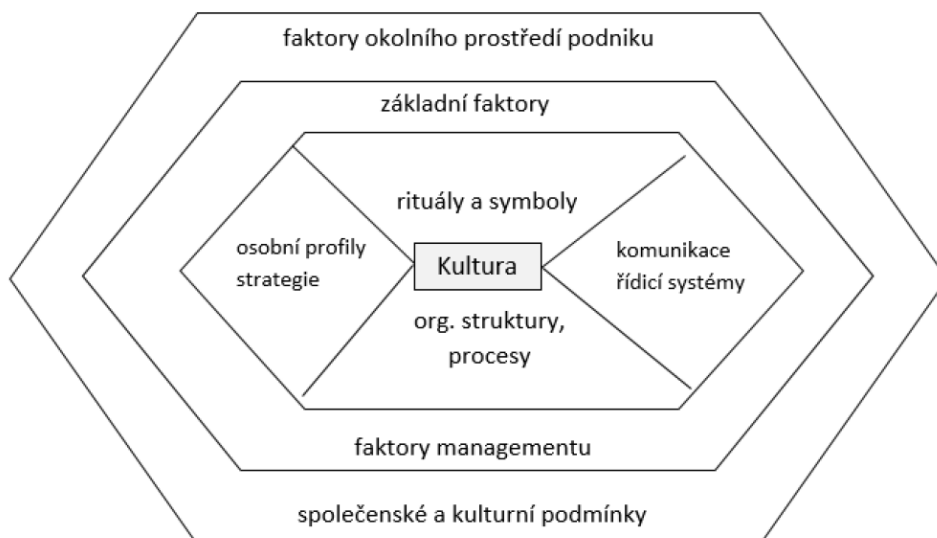 faktory okolního prostředí podniku
základní faktory
rituály a symboly
osobní profily
strategie
Kultura
komunikace
řídicí systémy
org. struktury,
procesy
faktory managementu
společenské a kulturní podmínky